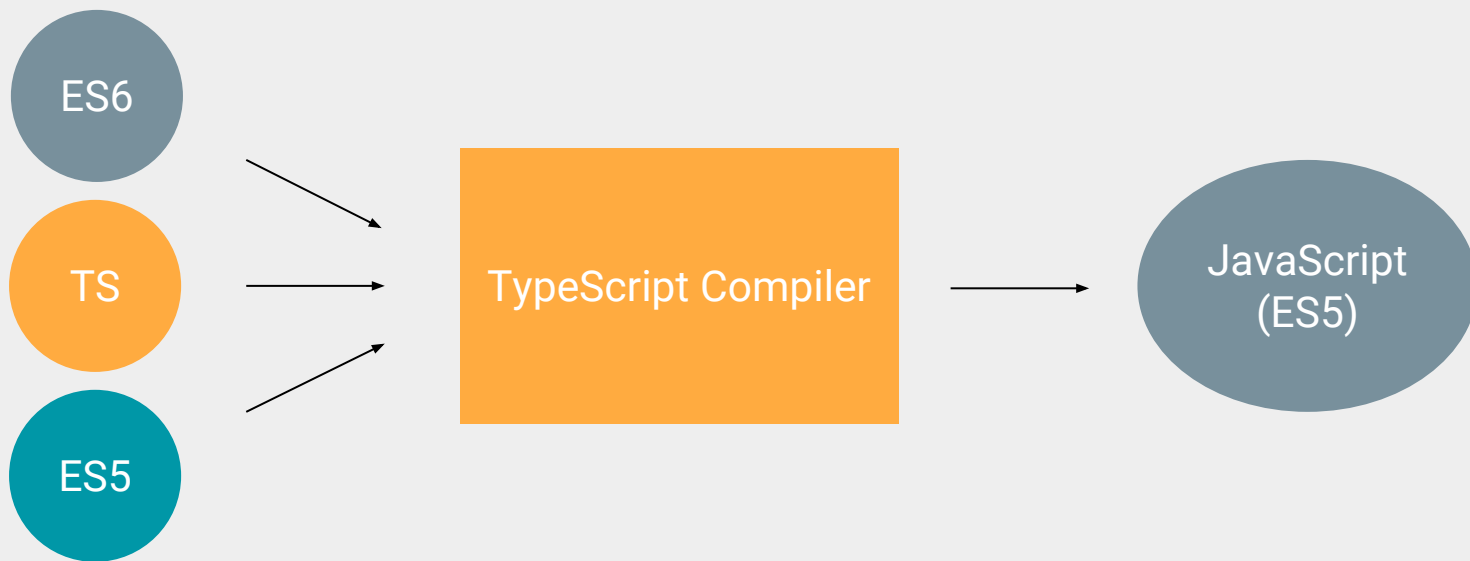 ES6
TS
ES5
TypeScript Compiler
JavaScript
(ES5)